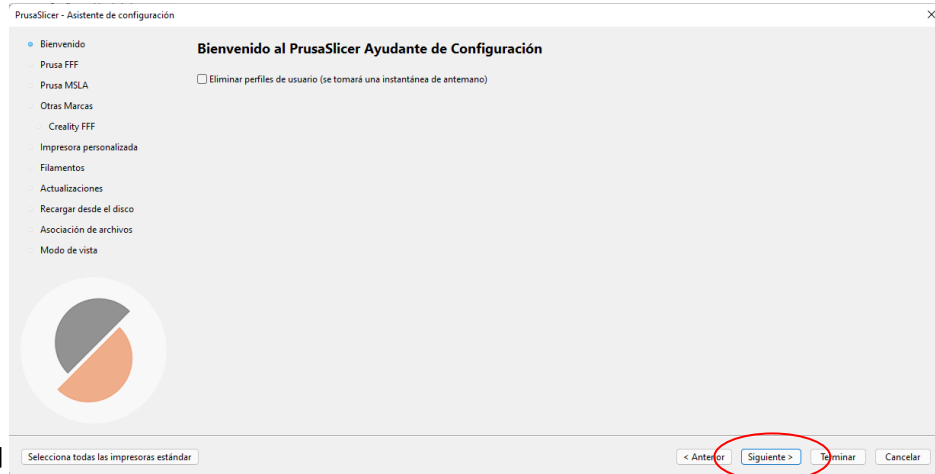 PrusaSlicer - Asistente de configuración
Bienvenido
Prusa FFF
Prusa MSLA
Otras Marcas
Creality FFF
Impresora personalizada
Filamentos
Actualizaciones
Recargar desde el disco
Asociación de archivos
Modo de vista
Bienvenido al PrusaSlicer Ayudante de Configuración
Eliminar perfiles de usuario (se tomará una instantánea de antemano)
Selecciona todas las impresoras estándar
< Anterior
Siguiente >
Terminar
Cancelar